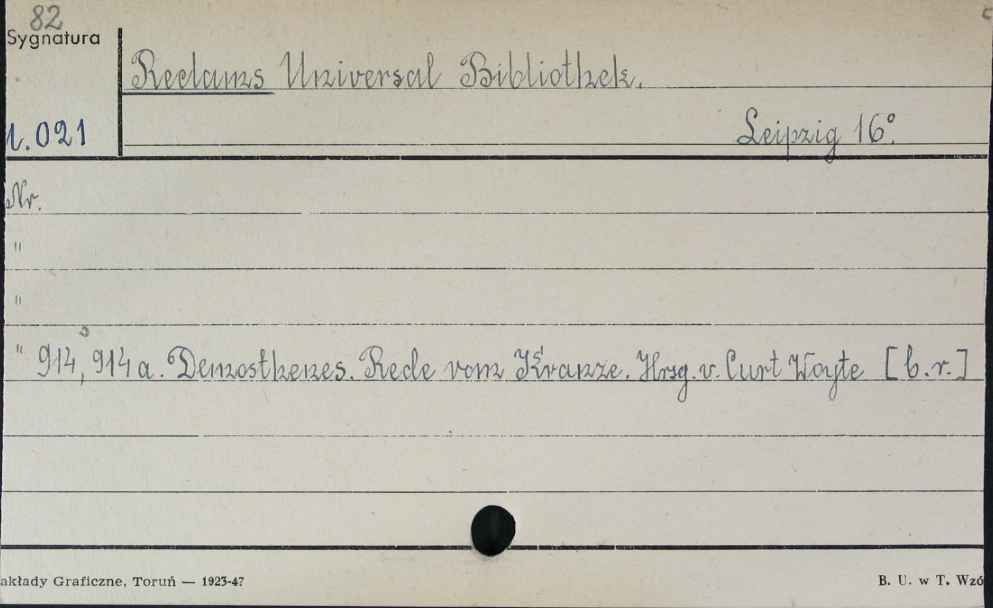 82
Sygnatura
Reclams Universal Bibliothek.
1.021
Leipzig 16°.
Nr.
"
"
" 914, 914a. Demosthenes. Rede vom Kranze. Hrsg. v. Curt Woyte [b.r.]
akłady Graficzne, Toruń — 1923-47
B. U. w T. Wzó